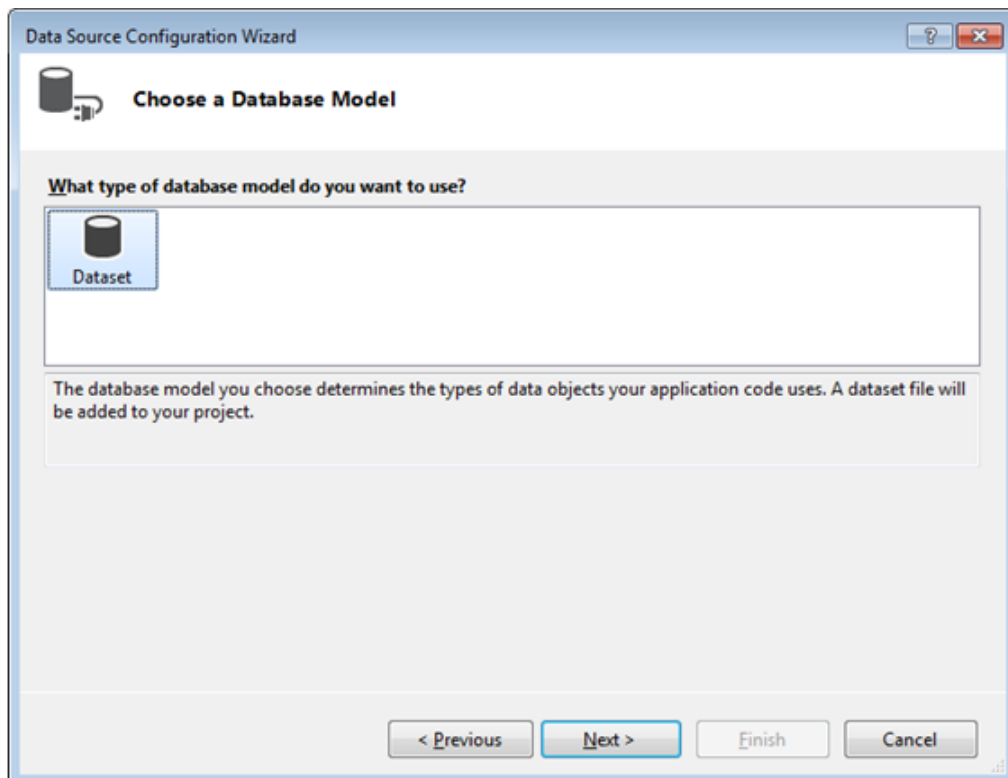 Data Source Configuration Wizard
Choose a Database Model
What type of database model do you want to use?
Dataset
The database model you choose determines the types of data objects your application code uses. A dataset file will
be added to your project.
< Previous
Next >
Finish
Cancel